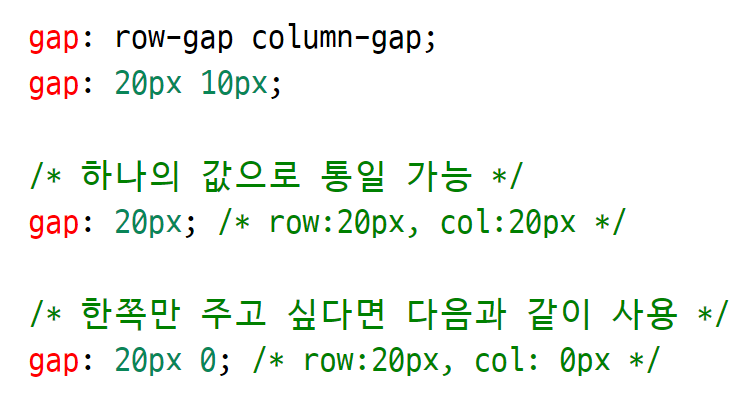 gap: row-gap column-gap;
gap: 20px 10px;
/* 하나의 값으로 통일 가능 */
gap: 20px; /* row:20px, col:20px */
/* 한쪽만 주고 싶다면 다음과 같이 사용 */
gap: 20px 0; /* row:20px, col: 0px */